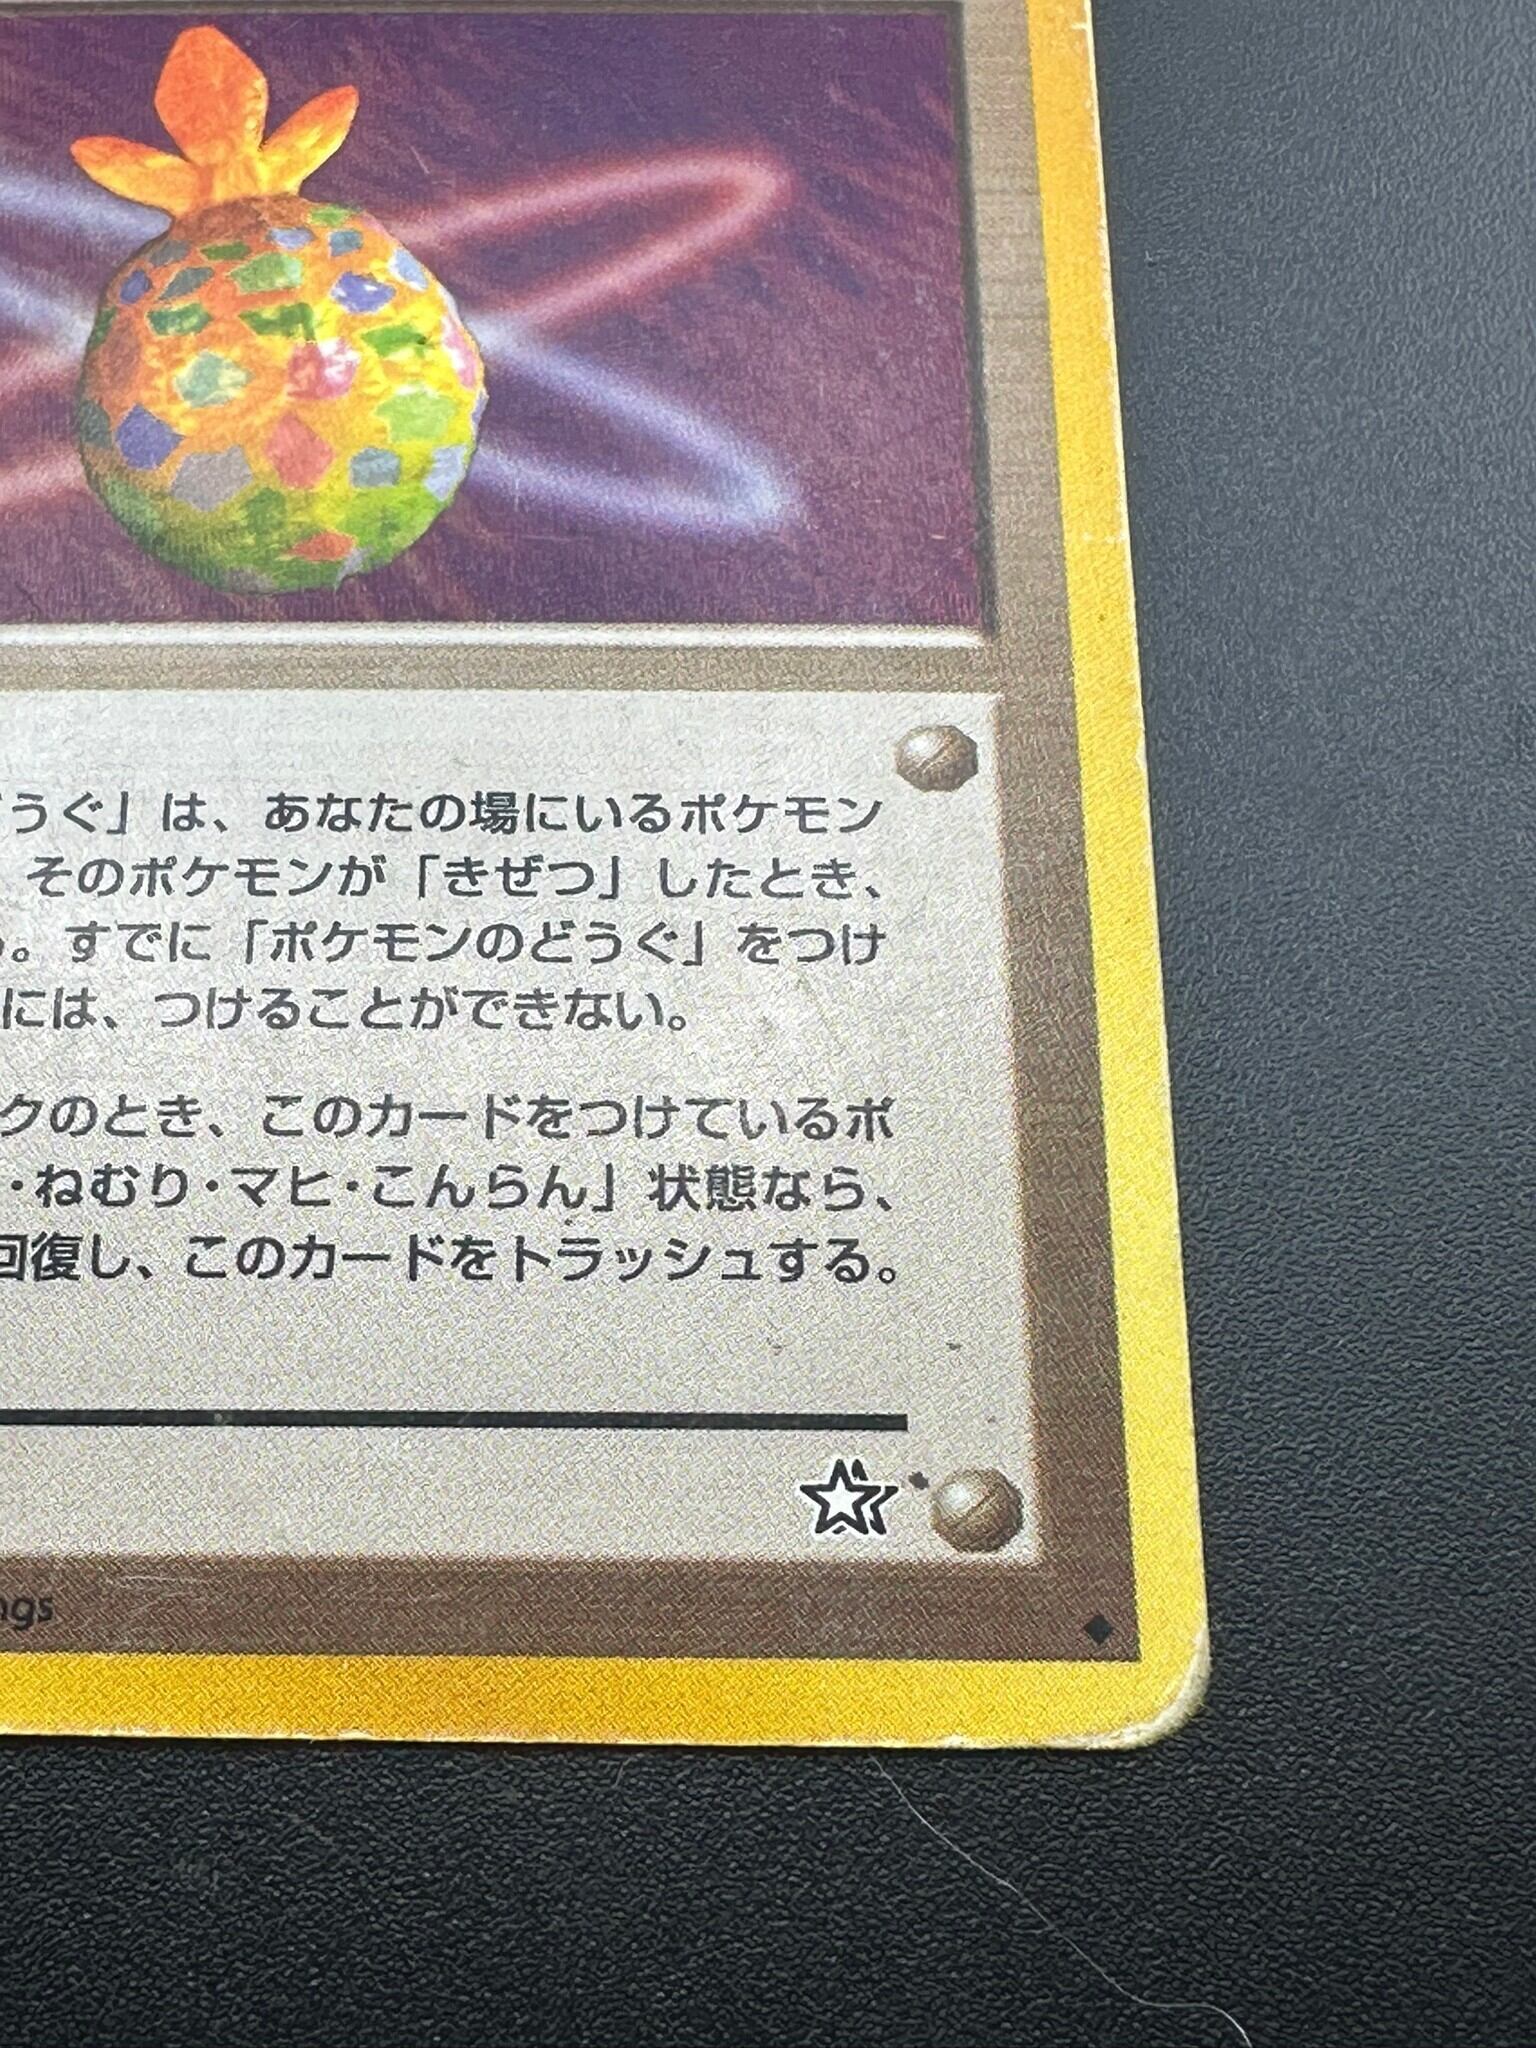 どうぐ」は、あなたの場にいるポケモン
そのポケモンが「きぜつ」したとき、
。すでに「ポケモンのどうぐ」をつけ
には、つけることができない。
クのとき、このカードをつけているポ
・ねむり・マヒ・こんらん」状態なら、
回復し、このカードをトラッシュする。
ngs